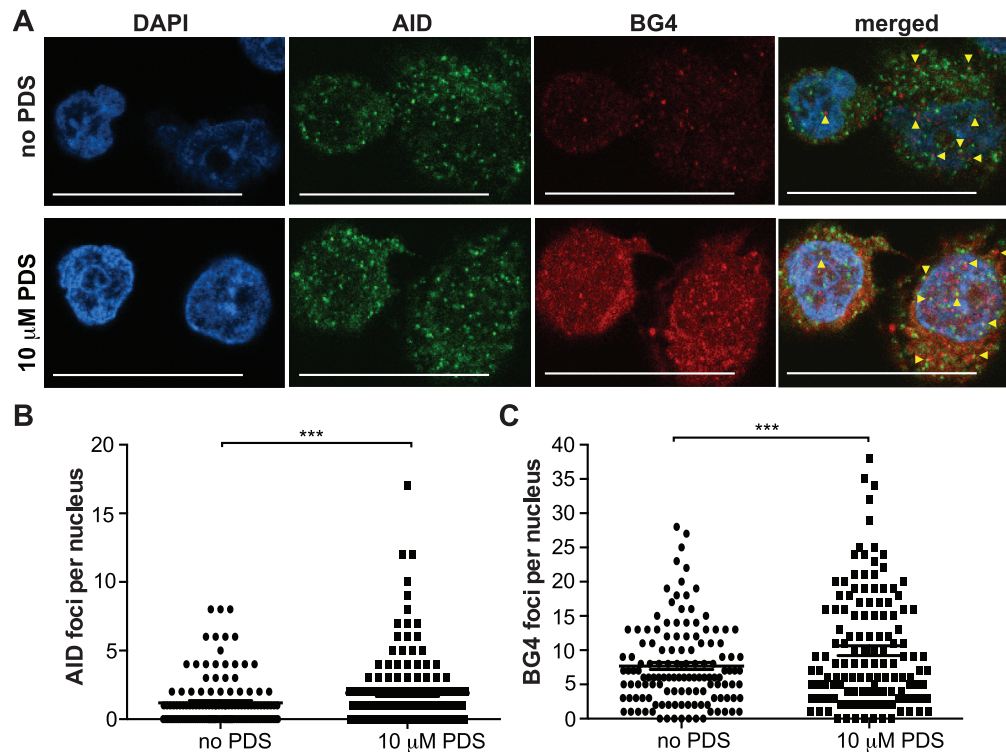 A
DAPI AID BG4 merged
no PDS
10 μM PDS
B
AID foci per nucleus
20
15
10
5
0
***
no PDS 10 μM PDS
C
BG4 foci per nucleus
40
35
30
25
20
15
10
5
0
***
no PDS 10 μM PDS